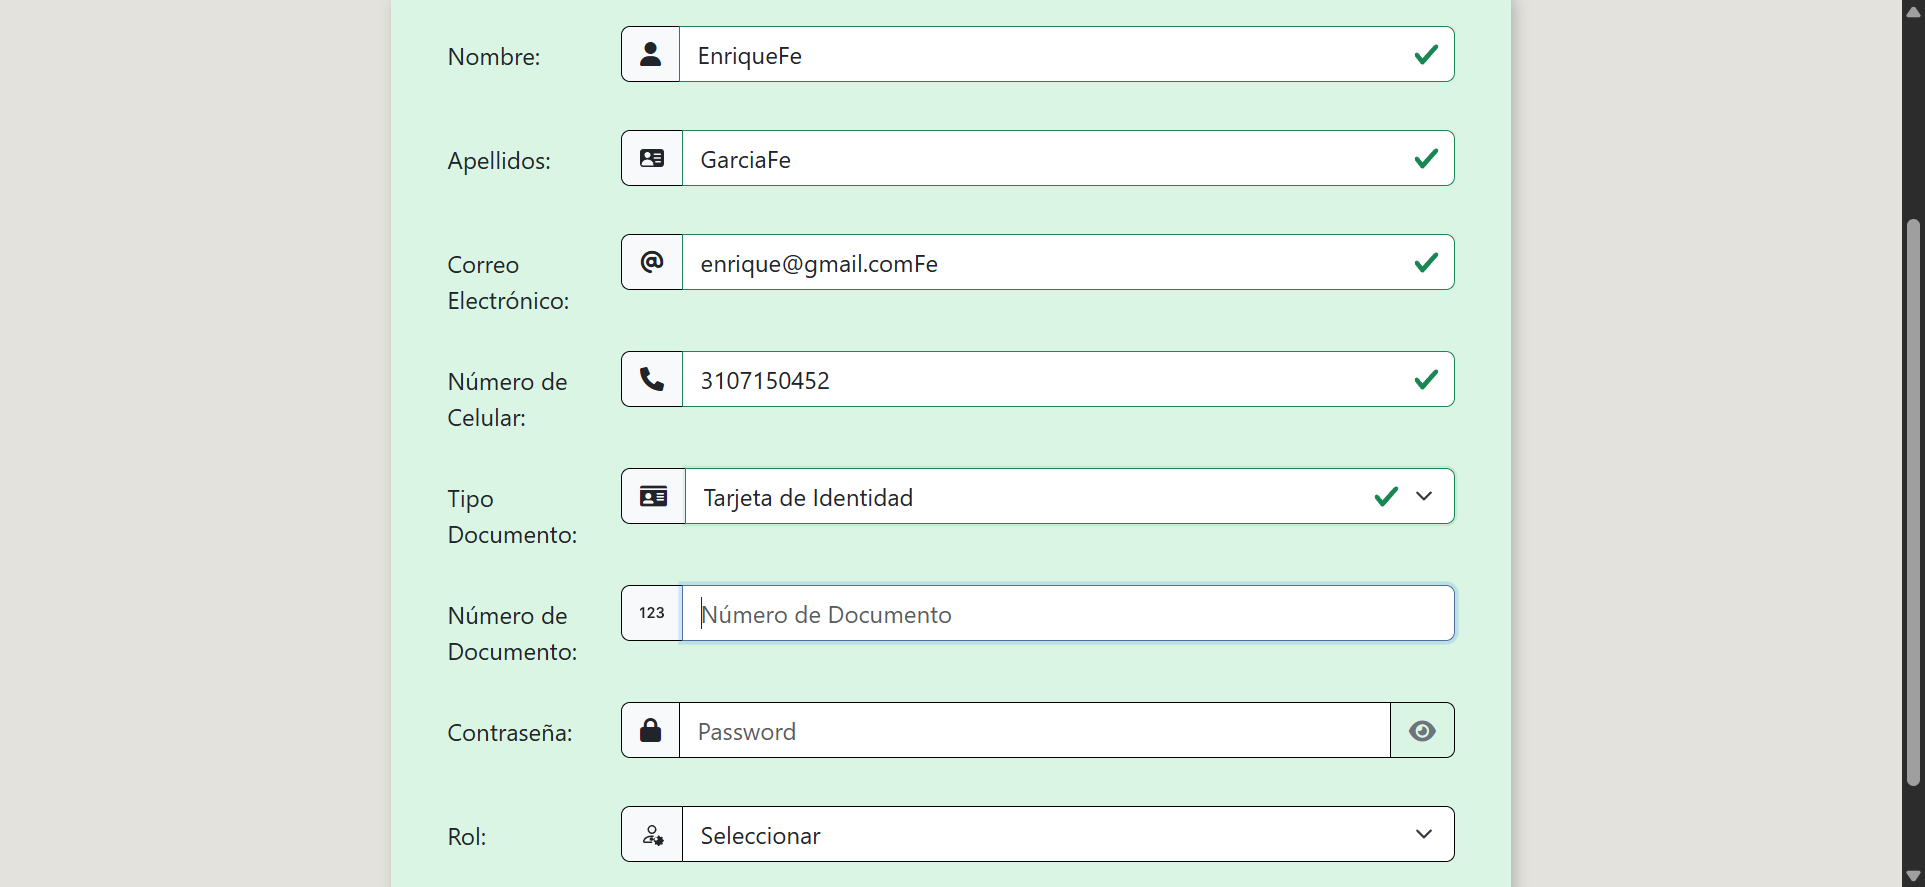 Nombre:
EnriqueFe
Apellidos:
GarciaFe
Correo
Electrónico:
@
enrique@gmail.comFe
Número de
Celular:
3107150452
Tipo
Documento:
Tarjeta de Identidad
Número de
Documento:
123
Número de Documento
Contraseña:
Password
Rol:
Seleccionar